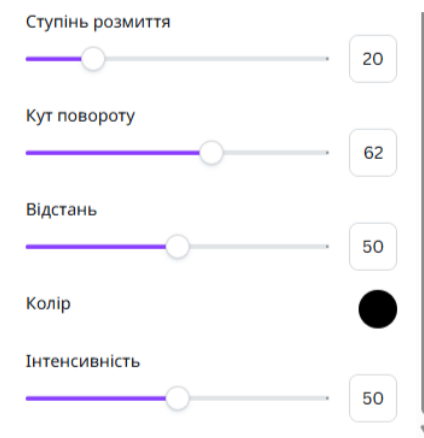 Ступінь розмиття
20
Кут повороту
62
Відстань
50
Колір
Інтенсивність
50